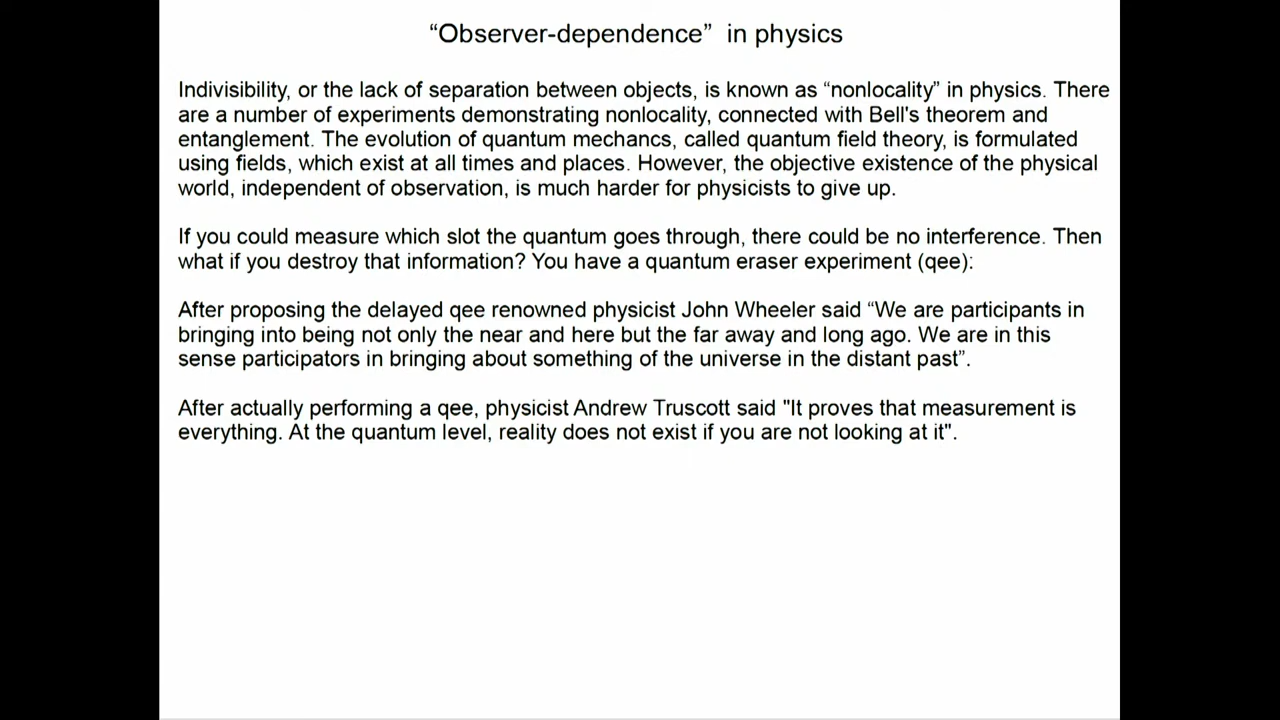 “Observer-dependence” in physics
Indivisibility, or the lack of separation between objects, is known as “nonlocality” in physics. There
are a number of experiments demonstrating nonlocality, connected with Bell's theorem and
entanglement. The evolution of quantum mechancs, called quantum field theory, is formulated
using fields, which exist at all times and places. However, the objective existence of the physical
world, independent of observation, is much harder for physicists to give up.
If you could measure which slot the quantum goes through, there could be no interference. Then
what if you destroy that information? You have a quantum eraser experiment (qee):
After proposing the delayed qee renowned physicist John Wheeler said “We are participants in
bringing into being not only the near and here but the far away and long ago. We are in this
sense participators in bringing about something of the universe in the distant past”.
After actually performing a qee, physicist Andrew Truscott said "It proves that measurement is
everything. At the quantum level, reality does not exist if you are not looking at it".